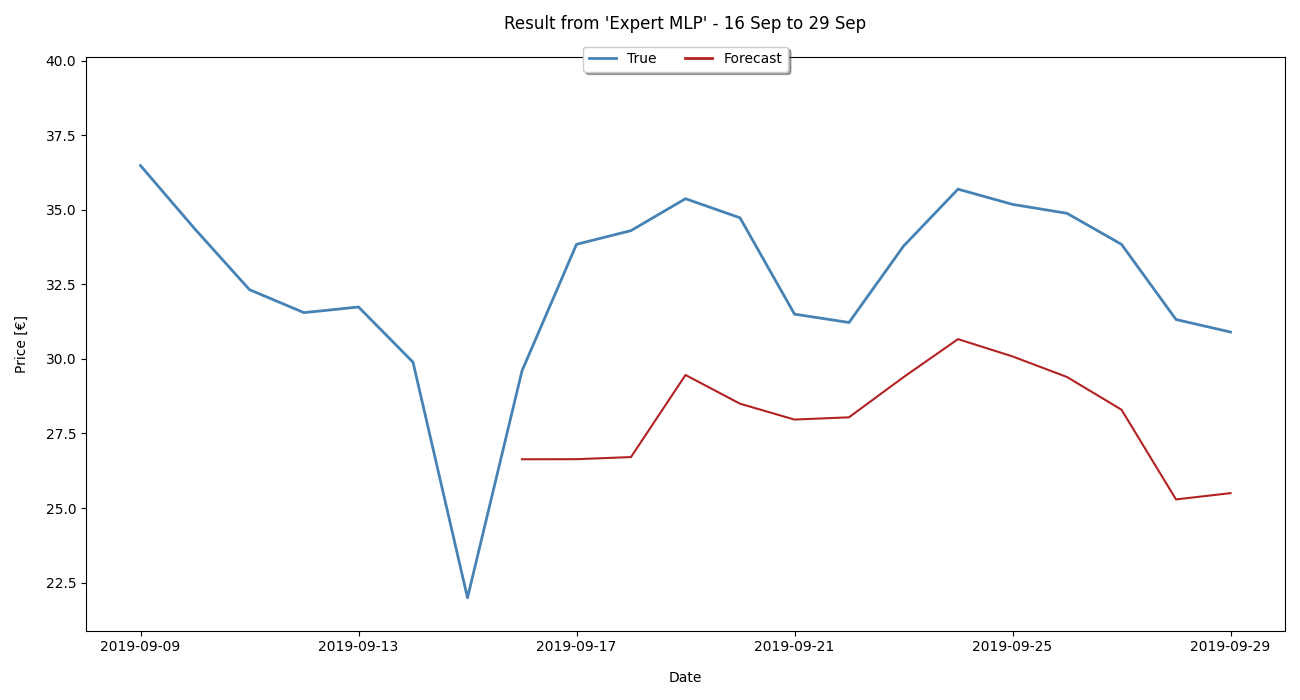 Result from 'Expert MLP' - 16 Sep to 29 Sep
True Forecast
40.0
37.5
35.0
32.5
30.0
27.5
25.0
22.5
Price [€]
2019-09-09 2019-09-13 2019-09-17 2019-09-21 2019-09-25 2019-09-29
Date